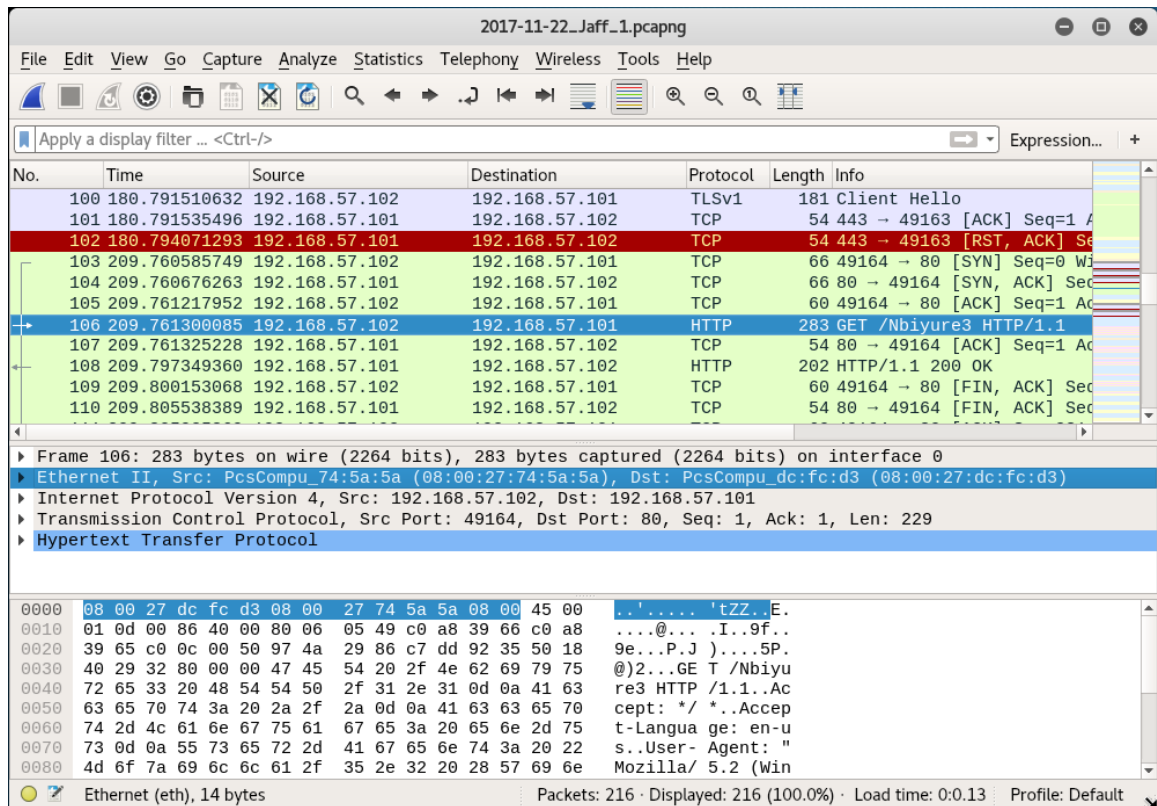 2017-11-22_Jaff_1.pcapng
File Edit View Go Capture Analyze Statistics Telephony Wireless Tools Help
Apply a display filter ... <Ctrl-/> Expression... +
No. Time Source Destination Protocol Length Info
100 180.791510632 192.168.57.102 192.168.57.101 TLSv1 181 Client Hello
101 180.791535496 192.168.57.101 192.168.57.102 TCP 54 443 → 49163 [ACK] Seq=1 A
102 180.794071293 192.168.57.101 192.168.57.102 TCP 54 443 → 49163 [RST, ACK] Se
103 209.760585749 192.168.57.102 192.168.57.101 TCP 66 49164 → 80 [SYN] Seq=0 Wi
104 209.760676263 192.168.57.101 192.168.57.102 TCP 66 80 → 49164 [SYN, ACK] Sec
105 209.761217952 192.168.57.102 192.168.57.101 TCP 60 49164 → 80 [ACK] Seq=1 Ac
106 209.761300085 192.168.57.102 192.168.57.101 HTTP 283 GET /Nbiyure3 HTTP/1.1
107 209.761325228 192.168.57.101 192.168.57.102 TCP 54 80 → 49164 [ACK] Seq=1 Ac
108 209.797349360 192.168.57.101 192.168.57.102 HTTP 202 HTTP/1.1 200 OK
109 209.800153068 192.168.57.102 192.168.57.101 TCP 60 49164 → 80 [FIN, ACK] Sec
110 209.805538389 192.168.57.101 192.168.57.102 TCP 54 80 → 49164 [FIN, ACK] Sec
Frame 106: 283 bytes on wire (2264 bits), 283 bytes captured (2264 bits) on interface 0
Ethernet II, Src: PcsCompu_74:5a:5a (08:00:27:74:5a:5a), Dst: PcsCompu_dc:fc:d3 (08:00:27:dc:fc:d3)
Internet Protocol Version 4, Src: 192.168.57.102, Dst: 192.168.57.101
Transmission Control Protocol, Src Port: 49164, Dst Port: 80, Seq: 1, Ack: 1, Len: 229
Hypertext Transfer Protocol
0000 08 00 27 dc fc d3 08 00 27 74 5a 5a 08 00 45 00 ..'..... 'tZZ..E.
0010 01 0d 00 86 40 00 80 06 05 49 c0 a8 39 66 c0 a8 ....@... .I..9f..
0020 39 65 c0 0c 00 50 97 4a 29 86 c7 dd 92 35 50 18 9e...P.J )....5P.
0030 40 29 32 80 00 00 47 45 54 20 2f 4e 62 69 79 75 @)2...GE T /Nbiyu
0040 72 65 33 20 48 54 54 50 2f 31 2e 31 0d 0a 41 63 re3 HTTP /1.1..Ac
0050 63 65 70 74 3a 20 2a 2f 2a 0d 0a 41 63 63 65 70 cept: */ *..Accep
0060 74 2d 4c 61 6e 67 75 61 67 65 3a 20 65 6e 2d 75 t-Langua ge: en-u
0070 73 0d 0a 55 73 65 72 2d 41 67 65 6e 74 3a 20 22 s..User- Agent: "
0080 4d 6f 7a 69 6c 6c 61 2f 35 2e 32 20 28 57 69 6e Mozilla/ 5.2 (Win
Ethernet (eth), 14 bytes Packets: 216 · Displayed: 216 (100.0%) · Load time: 0:0.13 Profile: Default